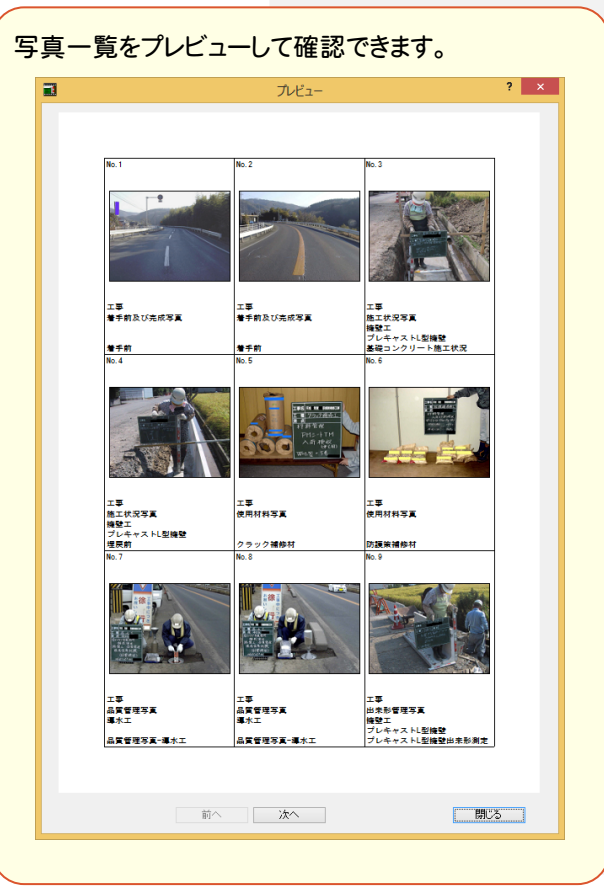 写真一覧をプレビューして確認できます。
プレビュー
?
×
No.1
工事
着手前及び完成写真
着手前
No.2
工事
着手前及び完成写真
着手前
No.3
工事
施工状況写真
擁壁工
プレキャストL型擁壁
基礎コンクリート施工状況
No.4
工事
施工状況写真
擁壁工
プレキャストL型擁壁
埋戻前
No.5
工事
使用材料写真
クラック補修材
No.6
工事
使用材料写真
防護策補修材
No.7
工事
品質管理写真
導水工
品質管理写真-導水工
No.8
工事
品質管理写真
導水工
品質管理写真-導水工
No.9
工事
出来形管理写真
擁壁工
プレキャストL型擁壁
プレキャストL型擁壁出来形測定
前へ
次へ
閉じる